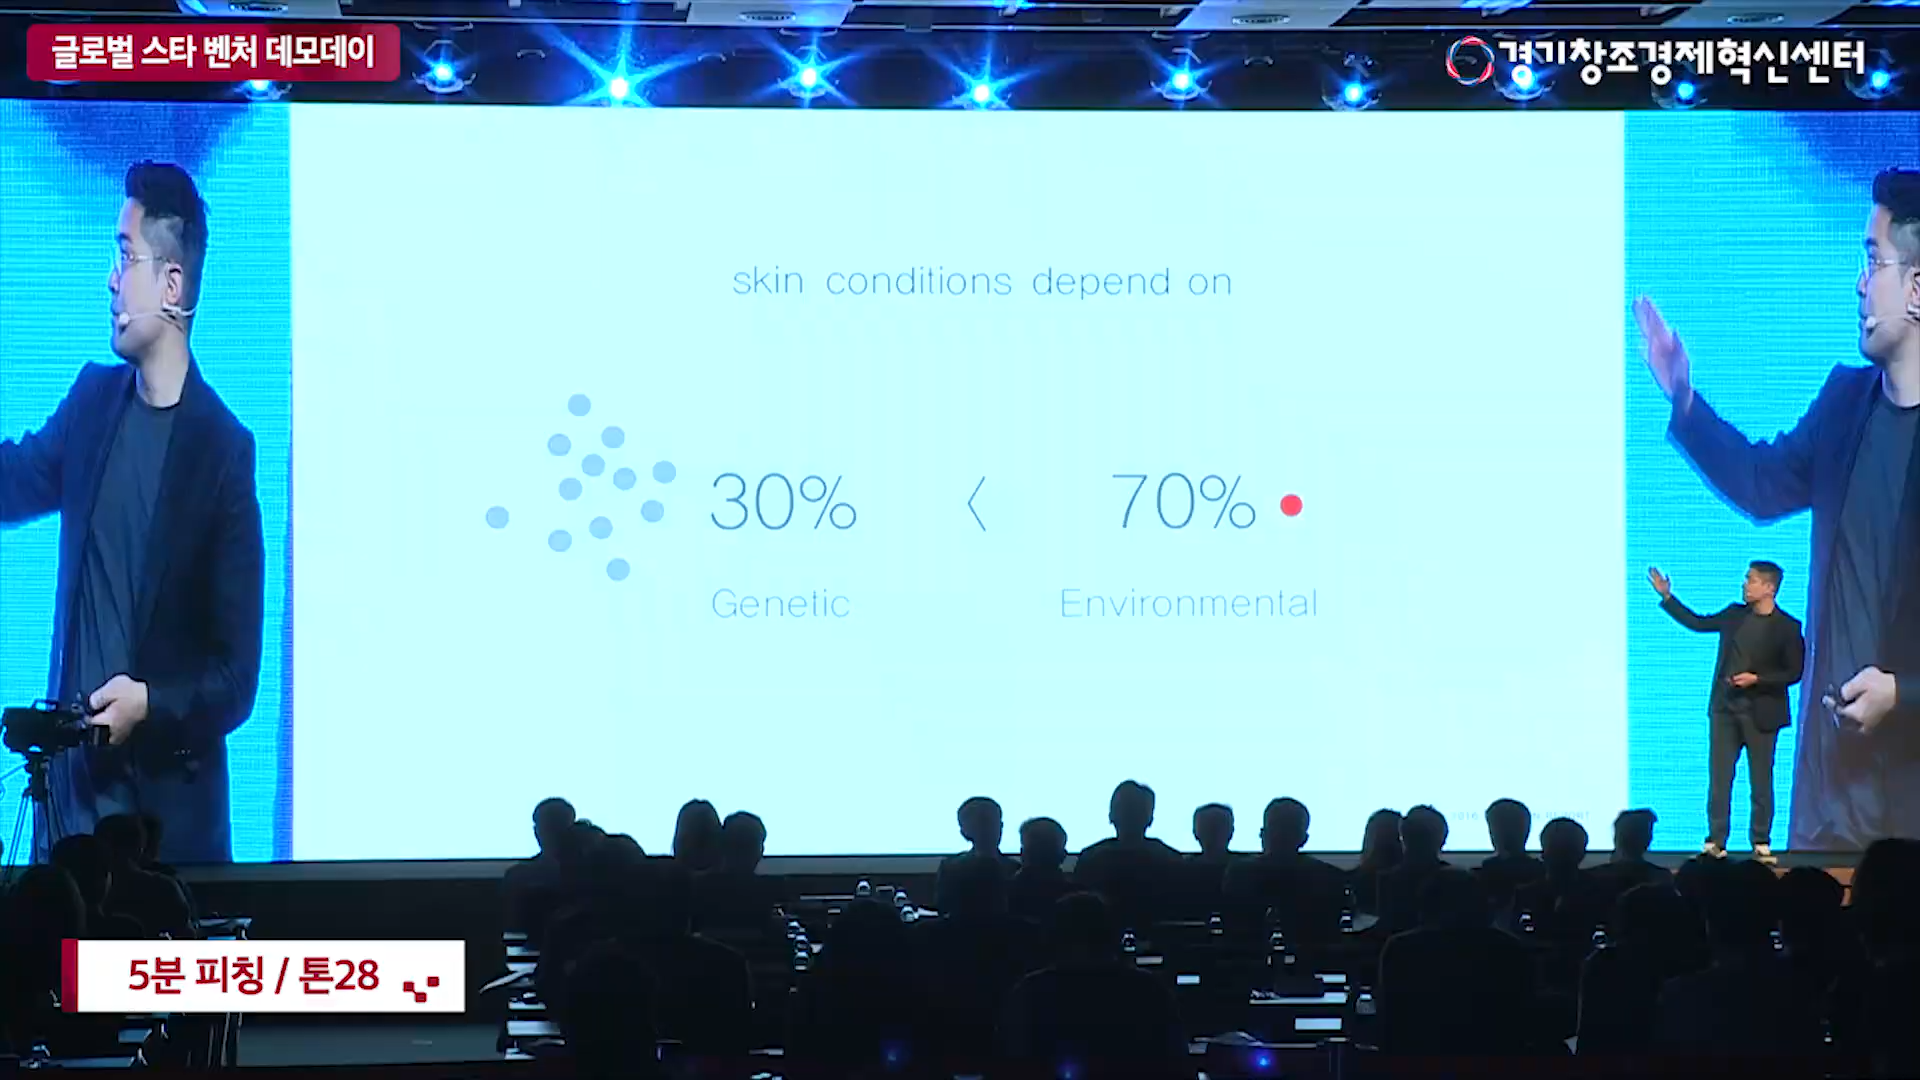 글로벌 스타 벤처 데모데이
경기창조경제혁신센터
skin conditions depend on
30% < 70%
Genetic Environmental
5분 피칭 / 톤28